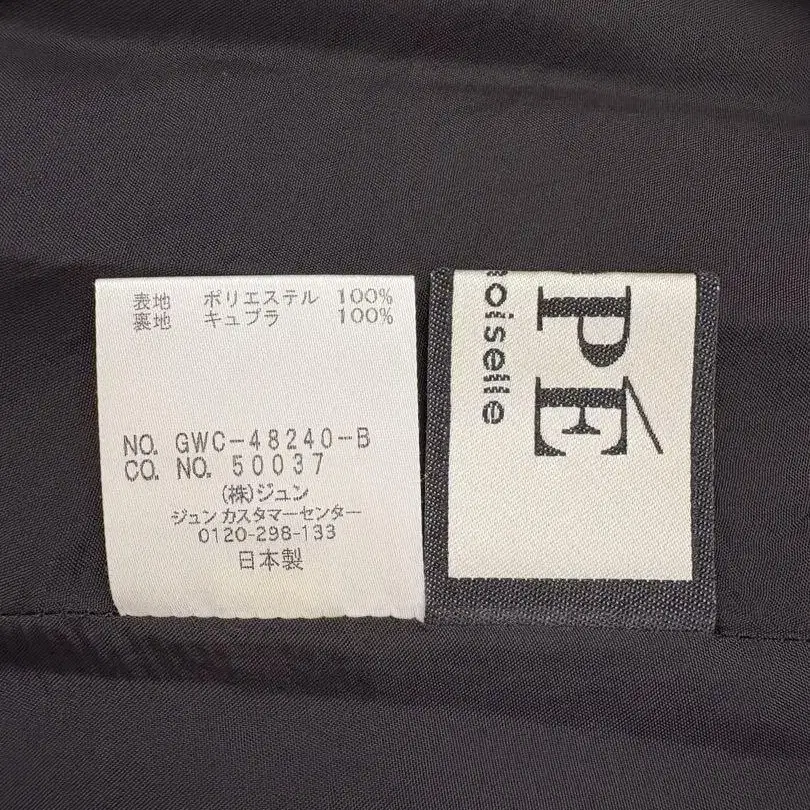 表地 ポリエステル 100%
裏地 キュプラ 100%
NO. GWC-48240-B
CO. NO. 50037
(株)ジュン
ジュンカスタマーセンター
0120-298-133
日本製
PÉ
oiselle